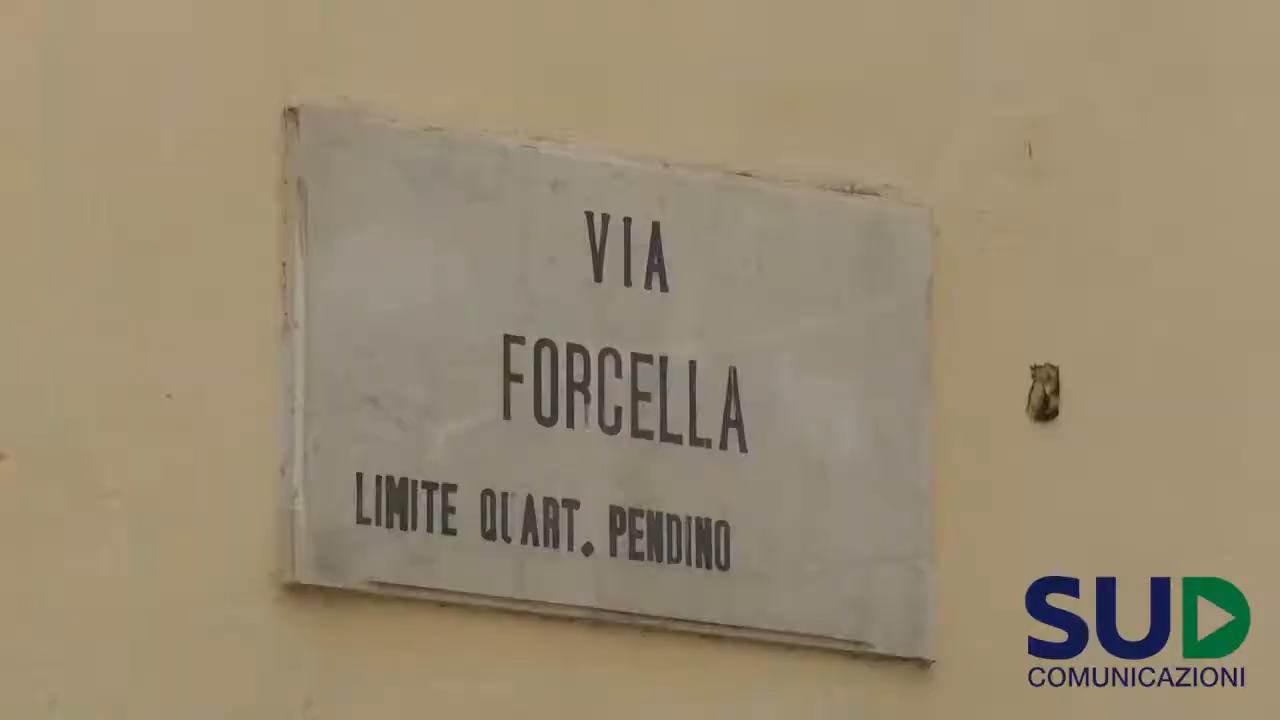 VIA
FORCELLA
LIMITE QUART. PENDINO
SUD
COMUNICAZIONI